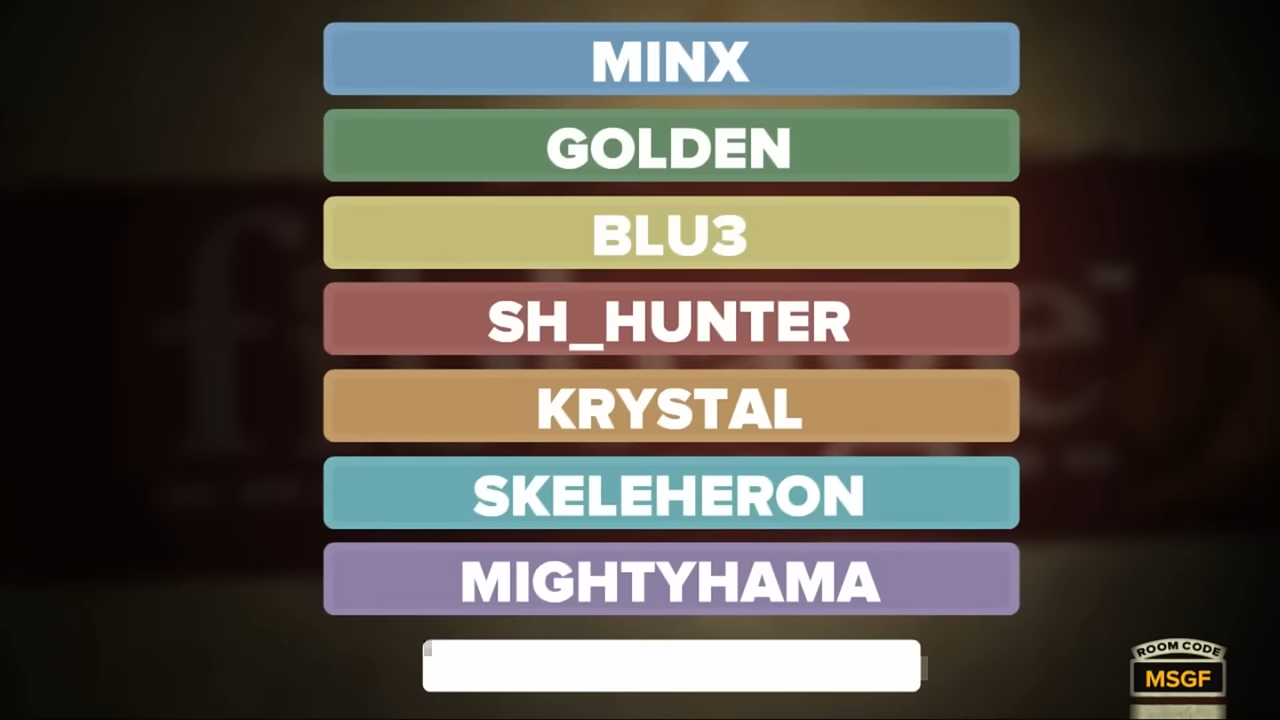 MINX
GOLDEN
BLU3
SH_HUNTER
KRYSTAL
SKELEHERON
MIGHTYHAMA
ROOM CODE
MSGF